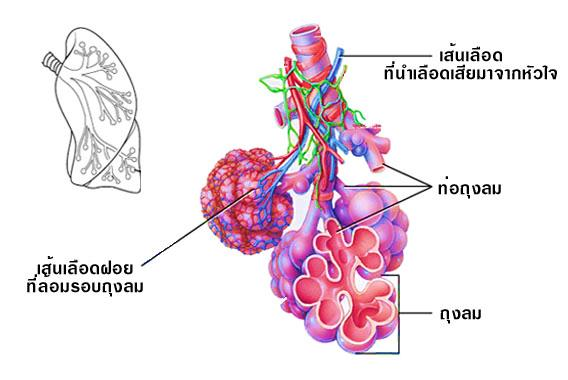 เส้นเลือด
ที่นำเลือดเสียมาจากหัวใจ
ท่อถุงลม
เส้นเลือดฝอย
ที่ล้อมรอบถุงลม
ถุงลม